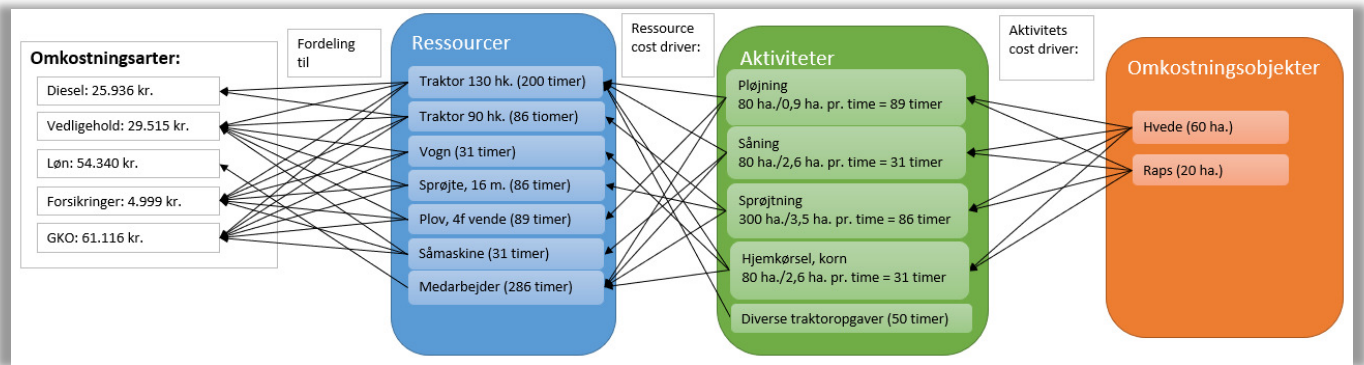 Omkostningsarter:
Diesel: 25.936 kr.
Vedligehold: 29.515 kr.
Løn: 54.340 kr.
Forsikringer: 4.999 kr.
GKO: 61.116 kr.
Fordeling
til
Ressourcer
Traktor 130 hk. (200 timer)
Traktor 90 hk. (86 tiomer)
Vogn (31 timer)
Sprøjte, 16 m. (86 timer)
Plov, 4f vende (89 timer)
Såmaskine (31 timer)
Medarbejder (286 timer)
Ressource
cost driver:
Aktiviteter
Pløjning
80 ha./0,9 ha. pr. time = 89 timer
Såning
80 ha./2,6 ha. pr. time = 31 timer
Sprøjtning
300 ha./3,5 ha. pr. time = 86 timer
Hjemkørsel, korn
80 ha./2,6 ha. pr. time = 31 timer
Diverse traktoropgaver (50 timer)
Aktivitets
cost driver:
Omkostningsobjekter
Hvede (60 ha.)
Raps (20 ha.)